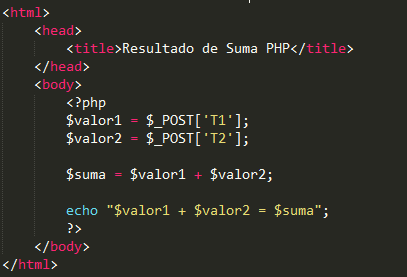 <html>
<head>
<title>Resultado de Suma PHP</title>
</head>
<body>
<?php
$valor1 = $_POST['T1'];
$valor2 = $_POST['T2'];
$suma = $valor1 + $valor2;
echo "$valor1 + $valor2 = $suma";
?>
</body>
</html>